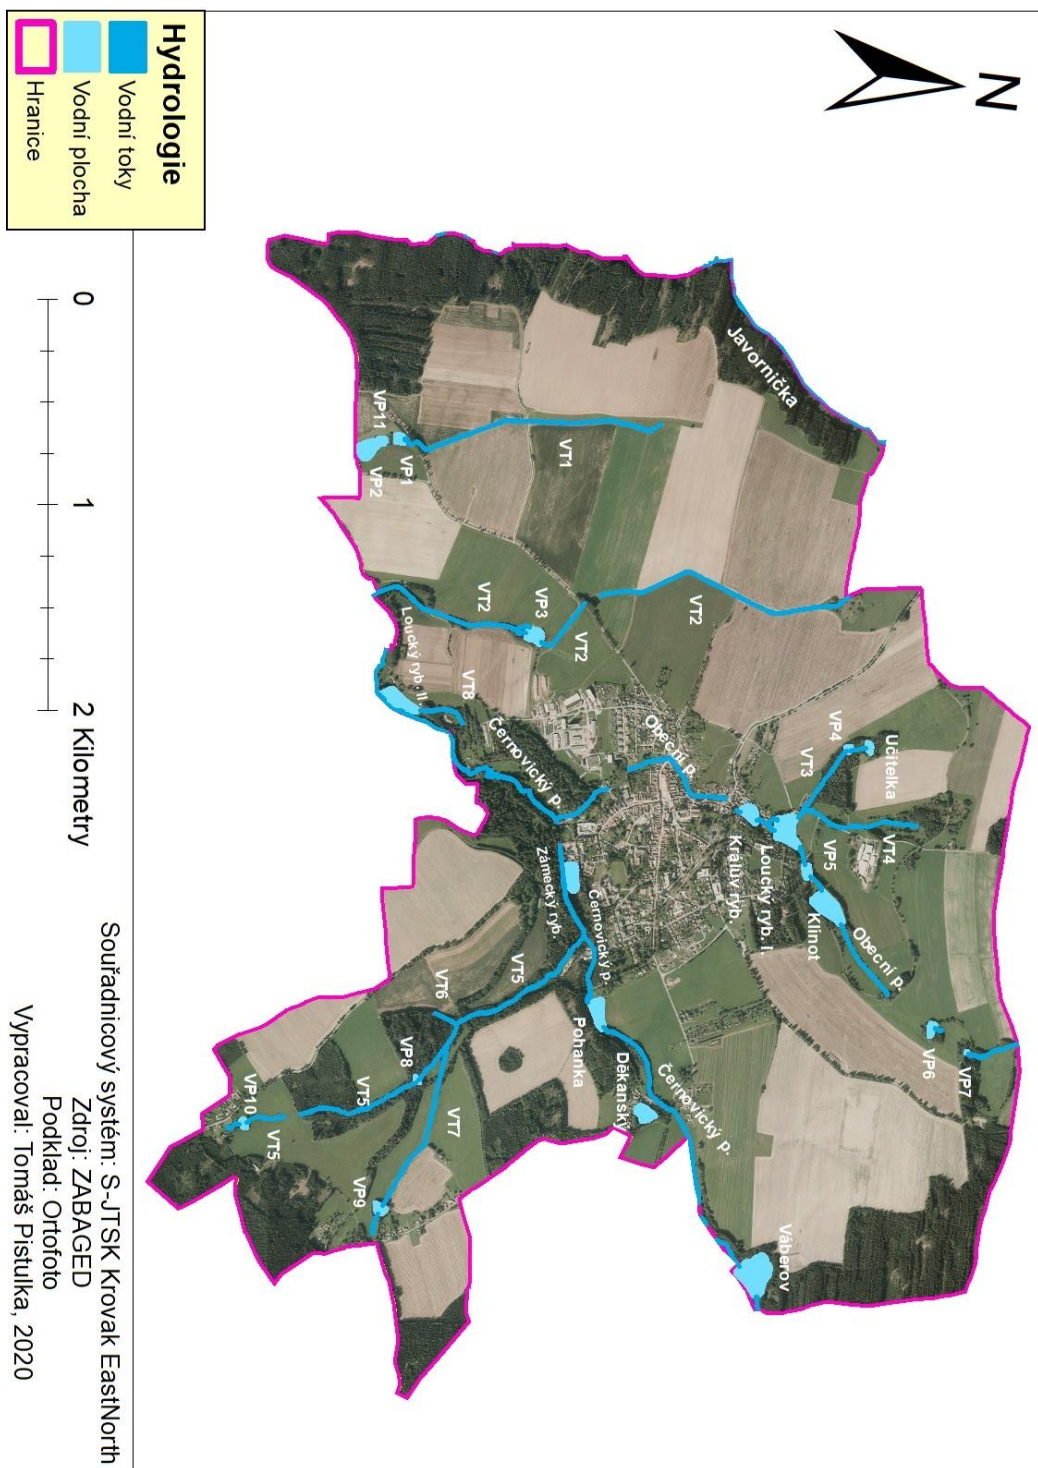 N
Javornička
VP11
VP1
VP2
VT1
VT2
VP3
VT2
VT2
Loucký ryb. II.
VT8
Černovický p.
Obecní p.
VP4
Učitelka
VT3
VT4
VP5
Králův ryb.
Loucký ryb. I.
Klinot
Obecní p.
VP6
VP7
Zámecký ryb.
Černovický p.
VT5
VT6
Pohanka
Děkanský
Černovický p.
VP8
VT5
VP10
VT5
VT7
VP9
Váberov
Hydrologie
Vodní toky
Vodní plocha
Hranice
0 1 2 Kilometry
Souřadnicový systém: S-JTSK Krovak EastNorth
Zdroj: ZABAGED
Podklad: Ortofoto
Vypracoval: Tomáš Pistulka, 2020